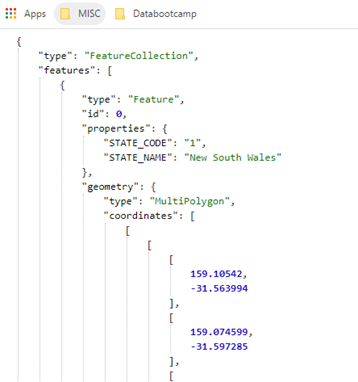 Apps MISC Databootcamp
{
"type": "FeatureCollection",
"features": [
{
"type": "Feature",
"id": 0,
"properties": {
"STATE_CODE": "1",
"STATE_NAME": "New South Wales"
},
"geometry": {
"type": "MultiPolygon",
"coordinates": [
[
[
[
159.10542,
-31.563994
],
[
159.074599,
-31.597285
],
[